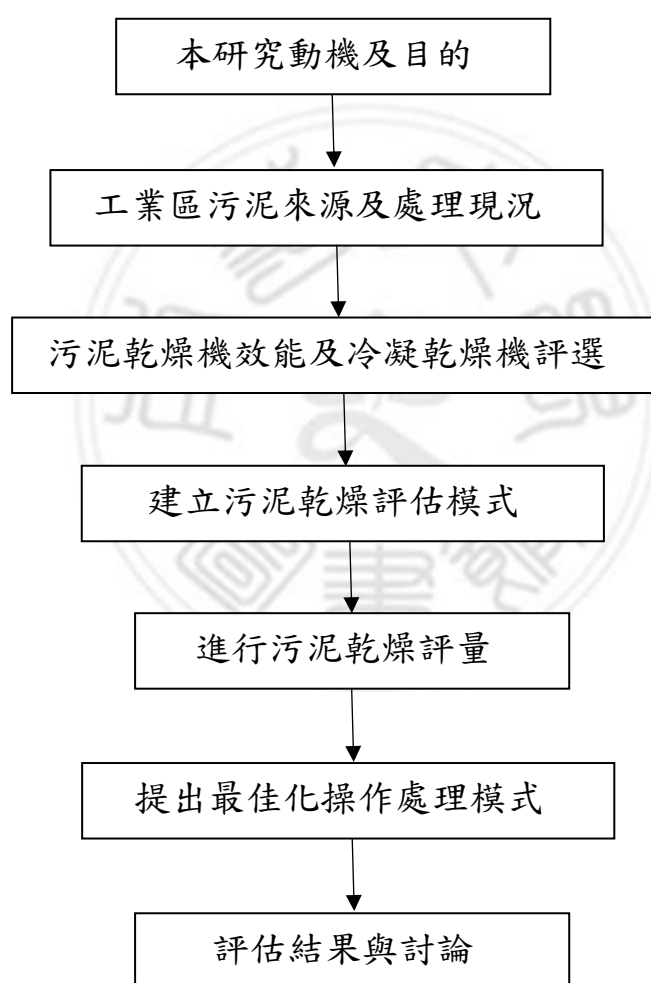 本研究動機及目的
工業區污泥來源及處理現況
污泥乾燥機效能及冷凝乾燥機評選
建立污泥乾燥評估模式
進行污泥乾燥評量
提出最佳化操作處理模式
評估結果與討論